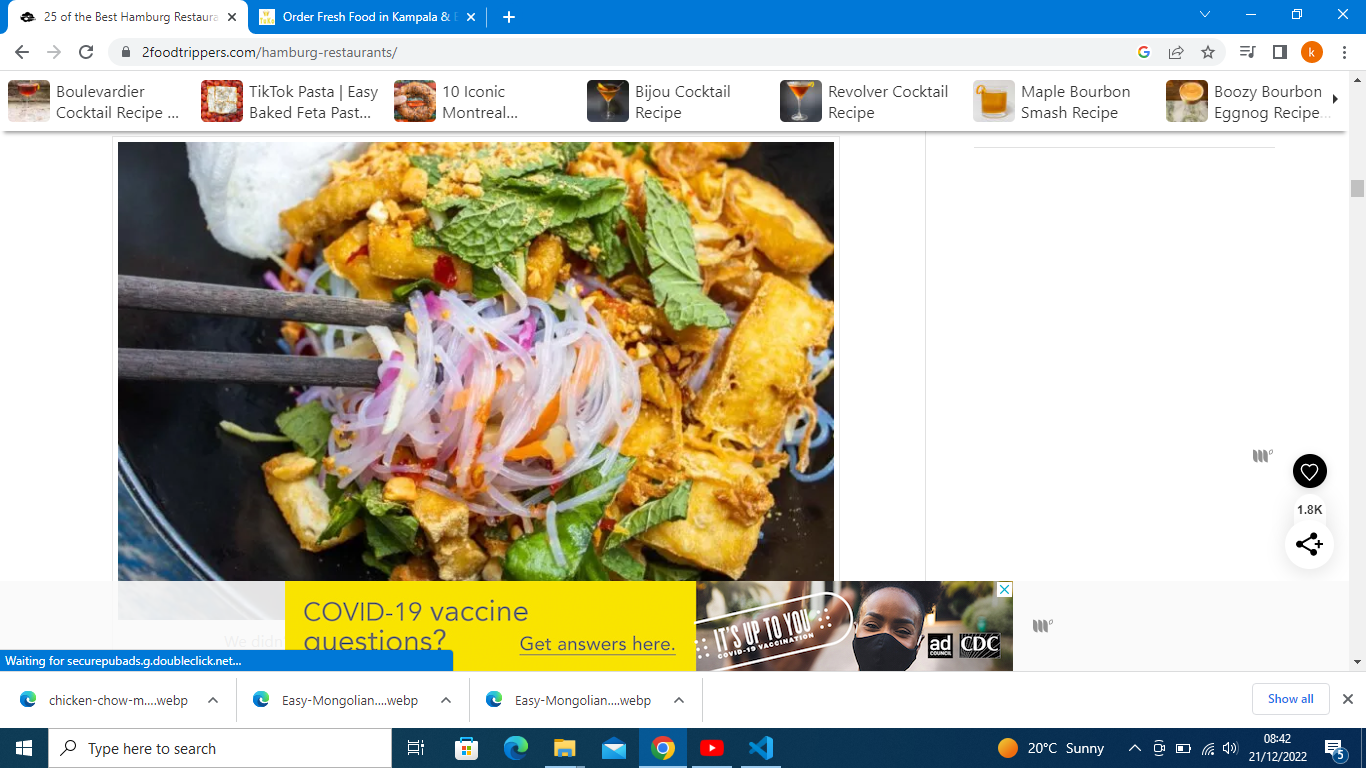 25 of the Best Hamburg Restaura
Order Fresh Food in Kampala &
2foodtrippers.com/hamburg-restaurants/
k
Boulevardier
Cocktail Recipe ...
TikTok Pasta | Easy
Baked Feta Past...
10 Iconic
Montreal...
Bijou Cocktail
Recipe
Revolver Cocktail
Recipe
Maple Bourbon
Smash Recipe
Boozy Bourbon
Eggnog Recipe...
1.8K
We didn
COVID-19 vaccine
questions?
Get answers here.
IT'S UP TO YOU
COVID-19 VACCINATION
ad
COUNCIL
CDC
Waiting for securepubads.g.doubleclick.net...
chicken-chow-m....webp
Easy-Mongolian....webp
Easy-Mongolian....webp
Show all
Type here to search
20°C Sunny
08:42
21/12/2022
5